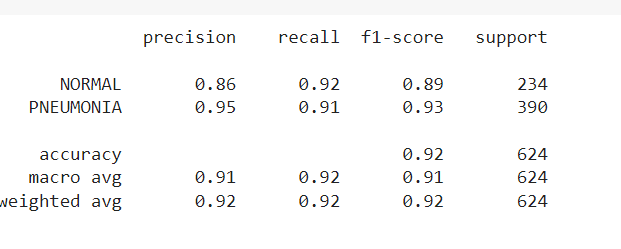 precision recall f1-score support
NORMAL 0.86 0.92 0.89 234
PNEUMONIA 0.95 0.91 0.93 390
accuracy 0.92 624
macro avg 0.91 0.92 0.91 624
weighted avg 0.92 0.92 0.92 624